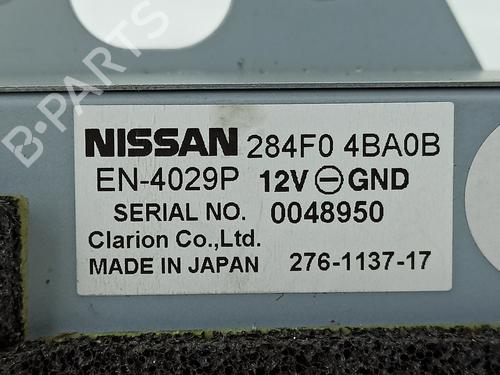 NISSAN 284F0 4BA0B
EN-4029P 12V⊖GND
SERIAL NO. 0048950
Clarion Co.,Ltd.
MADE IN JAPAN 276-1137-17
B-PARTS